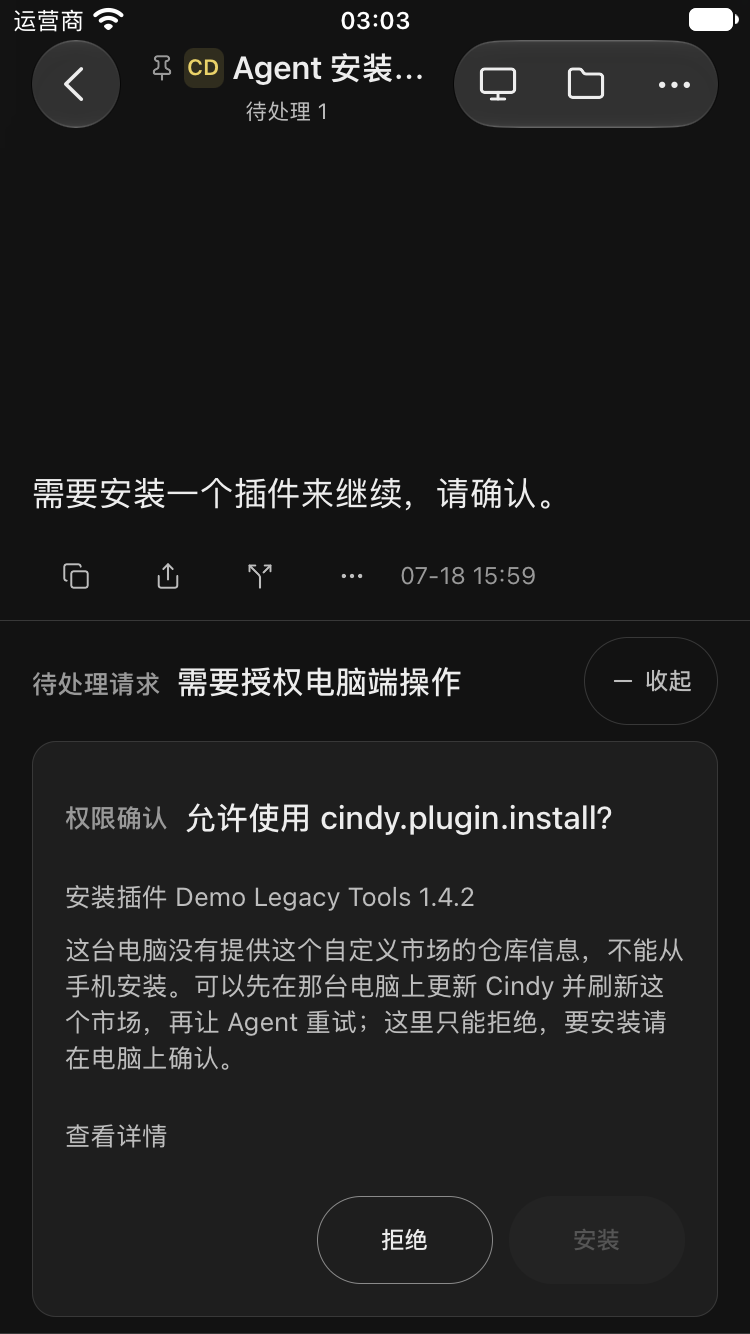 运营商
03:03
CD Agent 安装...
待处理 1
需要安装一个插件来继续，请确认。
07-18 15:59
待处理请求 需要授权电脑端操作
收起
权限确认 允许使用 cindy.plugin.install?
安装插件 Demo Legacy Tools 1.4.2
这台电脑没有提供这个自定义市场的仓库信息，不能从
手机安装。可以先在那台电脑上更新 Cindy 并刷新这
个市场，再让 Agent 重试；这里只能拒绝，要安装请
在电脑上确认。
查看详情
拒绝
安装